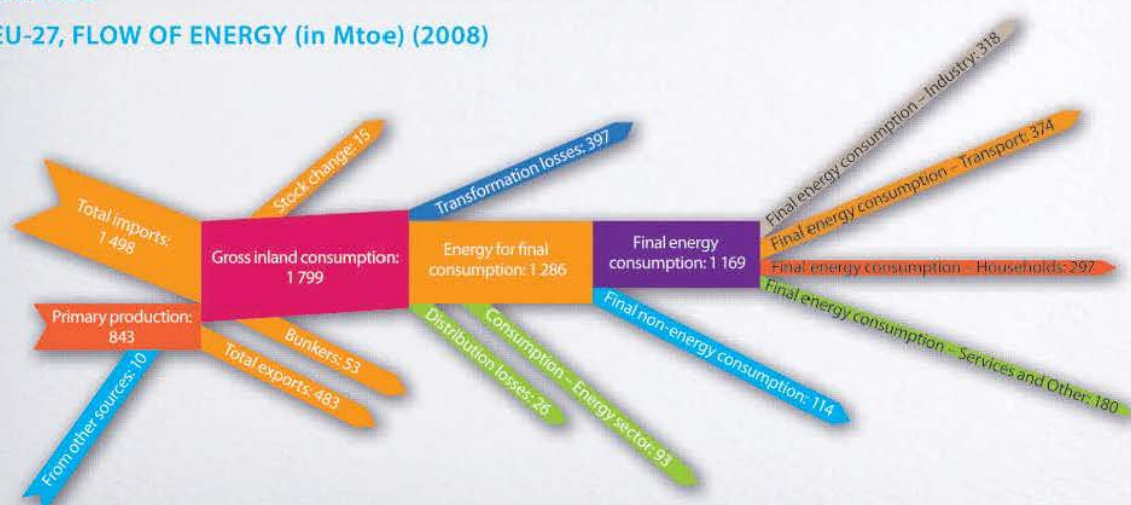 EU-27, FLOW OF ENERGY (in Mtoe) (2008)
Total imports:
1 498
Primary production:
843
From other sources: 10
Stock change: 15
Gross inland consumption:
1 799
Bunkers: 53
Total exports: 483
Transformation losses: 397
Energy for final
consumption: 1 286
Distribution losses: 26
Consumption – Energy sector: 93
Final energy
consumption: 1 169
Final non-energy consumption: 114
Final energy consumption – Industry: 318
Final energy consumption – Transport: 374
Final energy consumption – Households: 297
Final energy consumption – Services and Other: 180